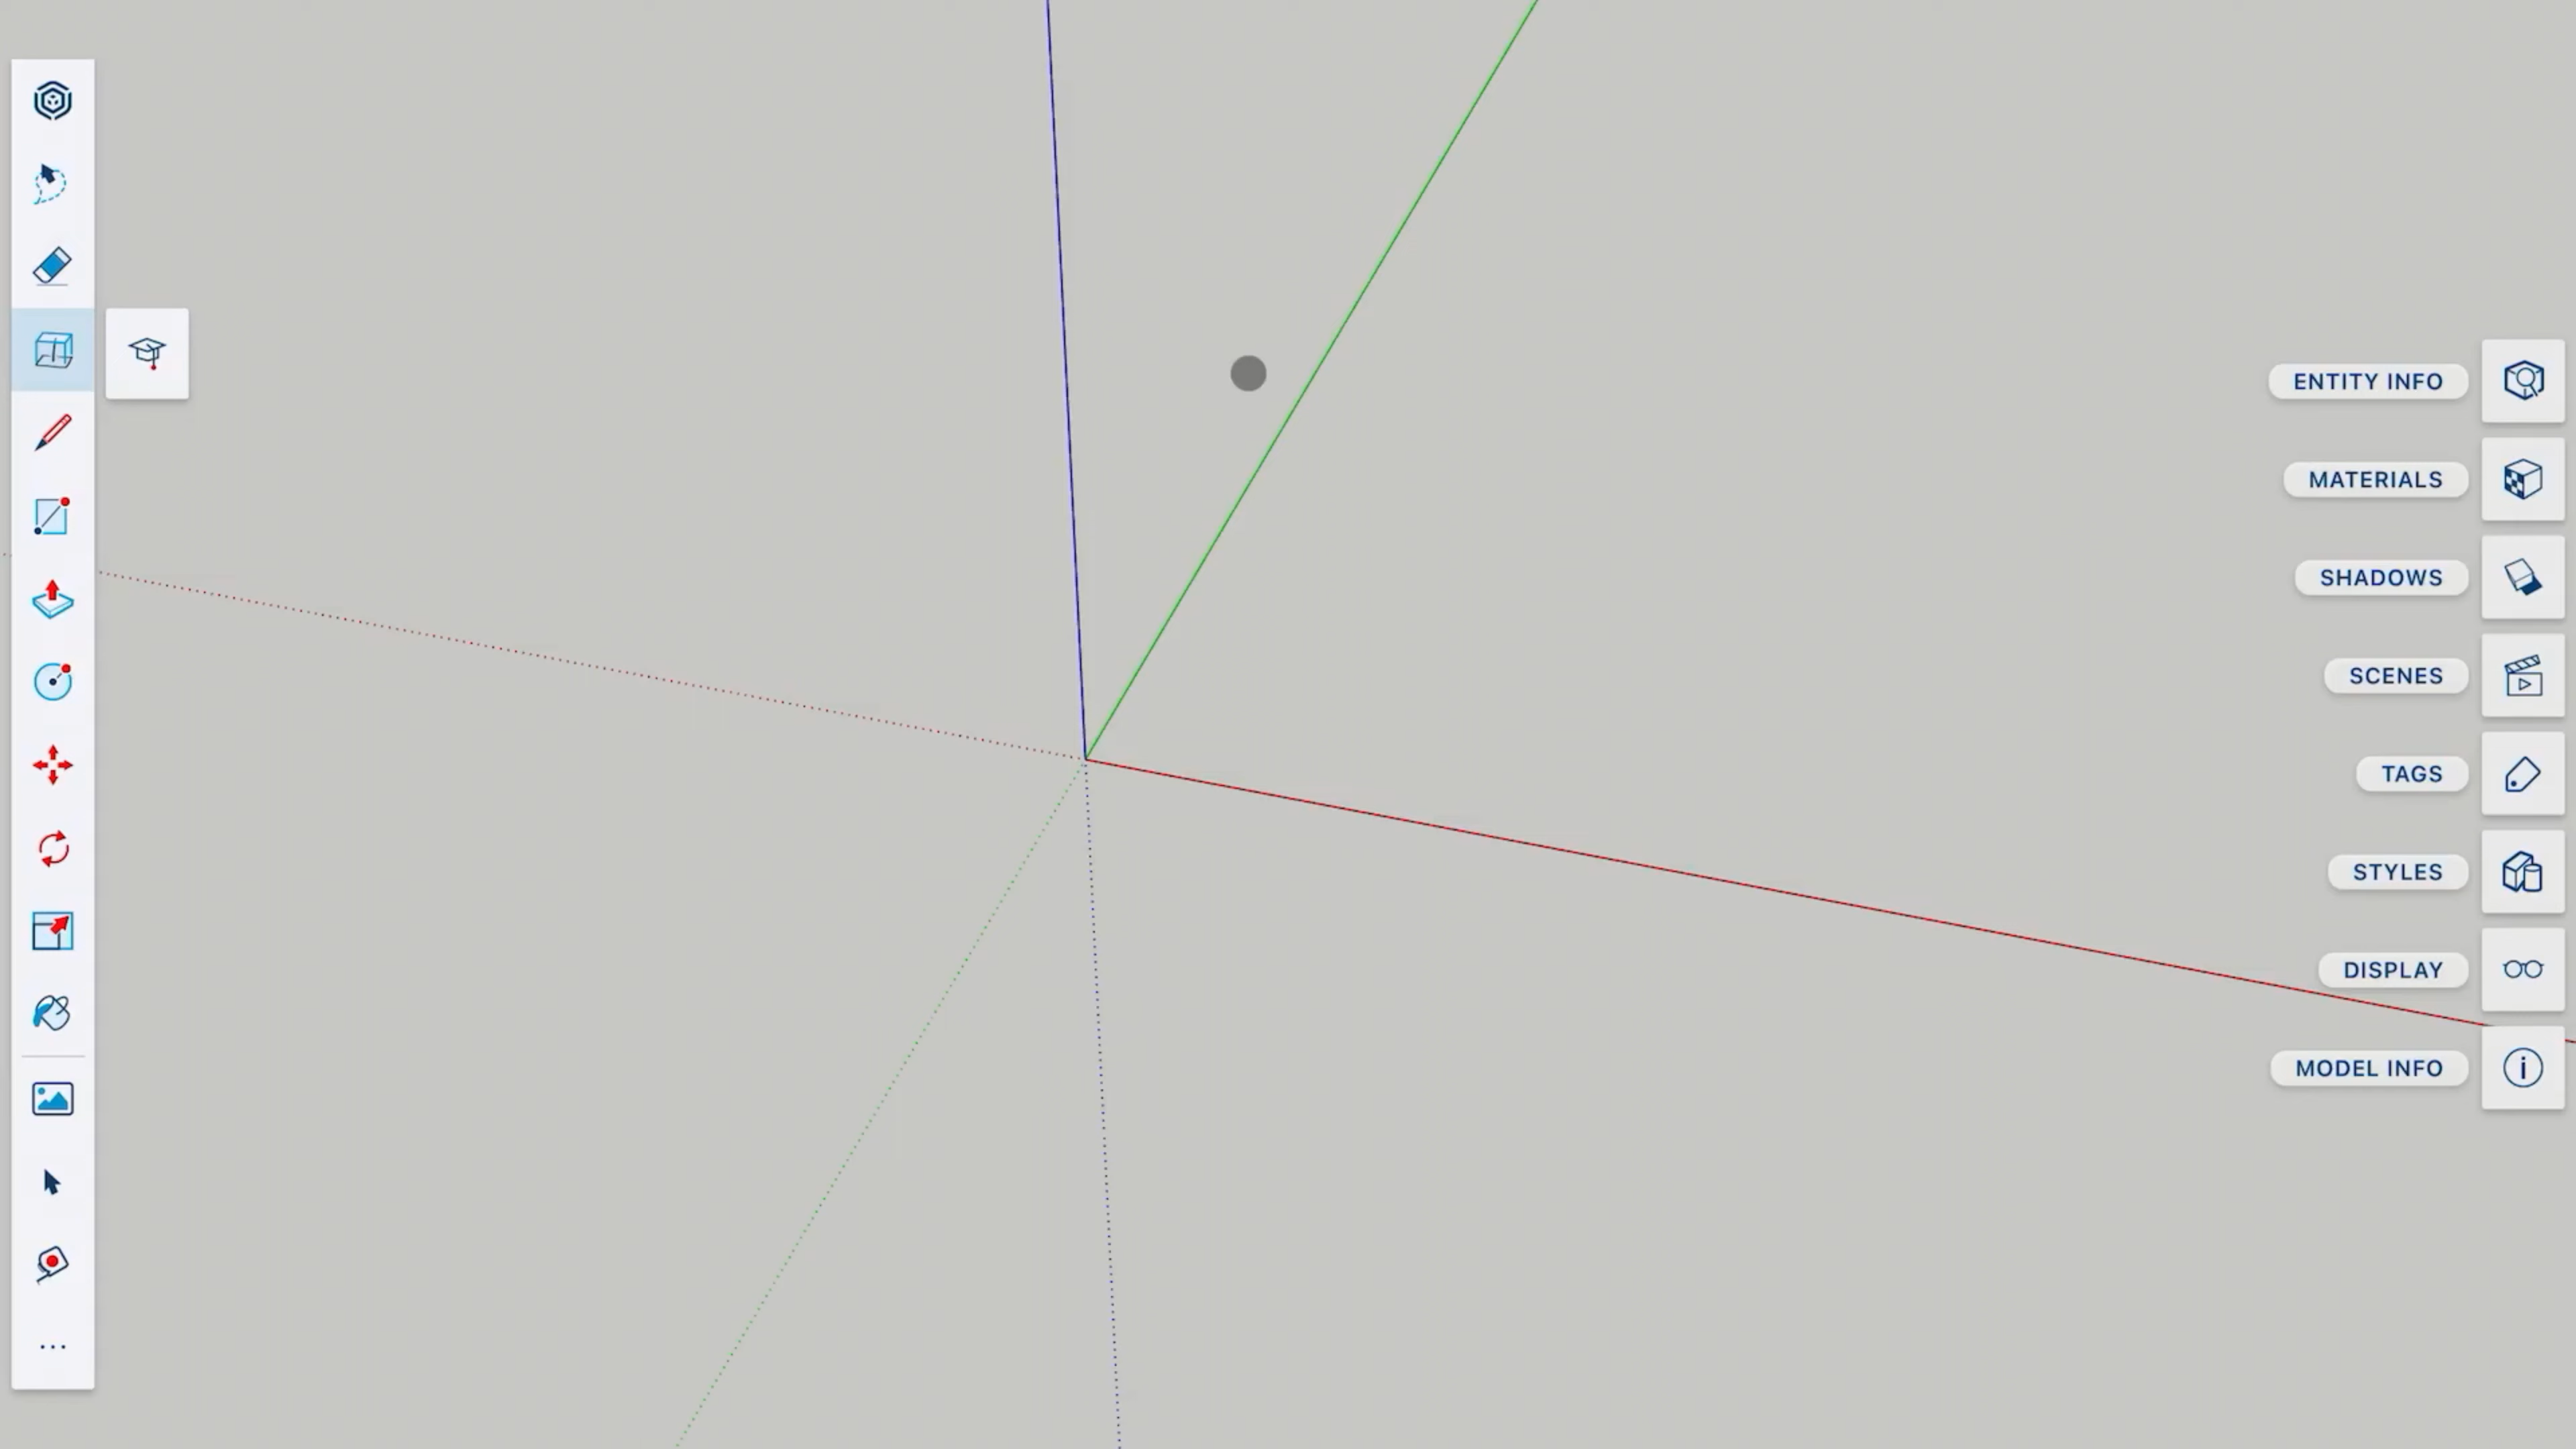 ENTITY INFO
MATERIALS
SHADOWS
SCENES
TAGS
STYLES
DISPLAY
MODEL INFO